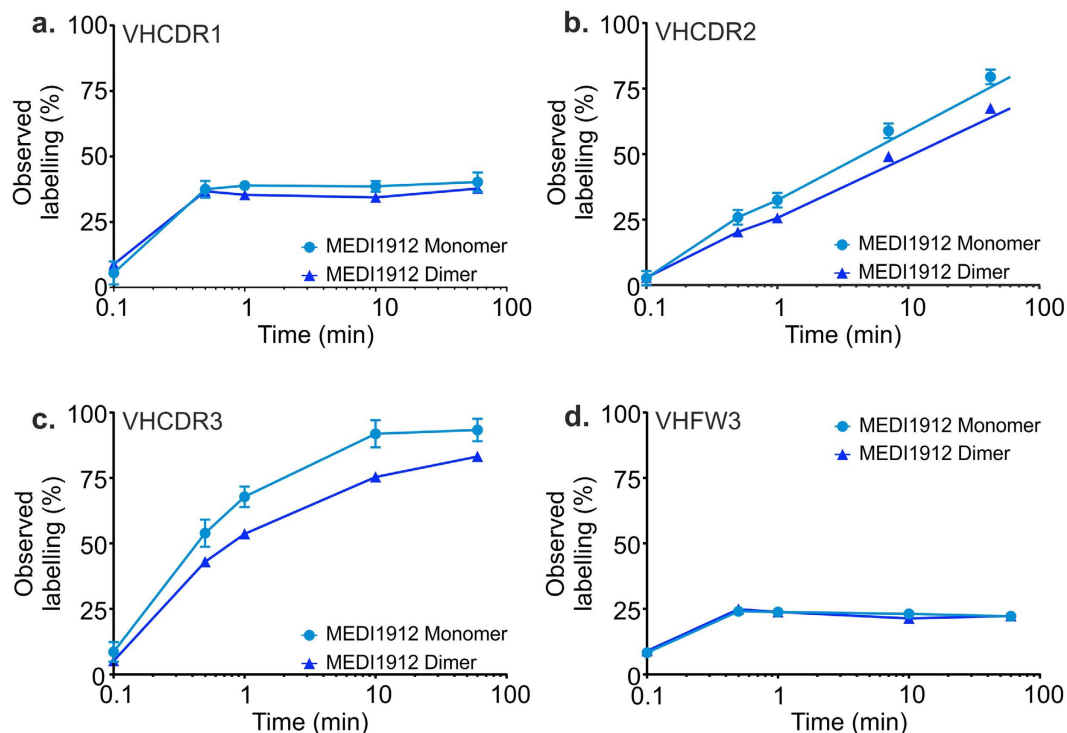 a.
VHCDR1
100
75
50
25
0
Observed
labelling (%)
MEDI1912 Monomer
MEDI1912 Dimer
0.1
1
10
100
Time (min)
b.
VHCDR2
100
75
50
25
0
Observed
labelling (%)
MEDI1912 Monomer
MEDI1912 Dimer
0.1
1
10
100
Time (min)
c.
VHCDR3
100
75
50
25
0
Observed
labelling (%)
MEDI1912 Monomer
MEDI1912 Dimer
0.1
1
10
100
Time (min)
d.
VHFW3
100
75
50
25
0
Observed
labelling (%)
MEDI1912 Monomer
MEDI1912 Dimer
0.1
1
10
100
Time (min)